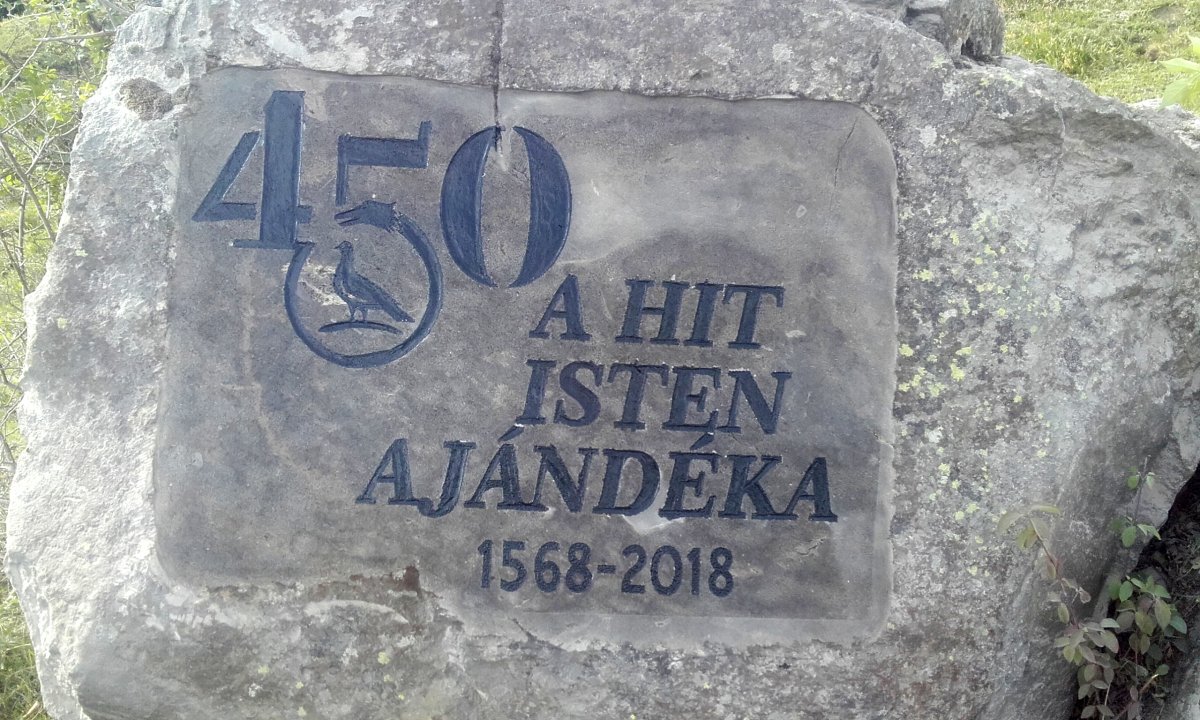 450
A HIT
ISTEN
AJÁNDÉKA
1568-2018